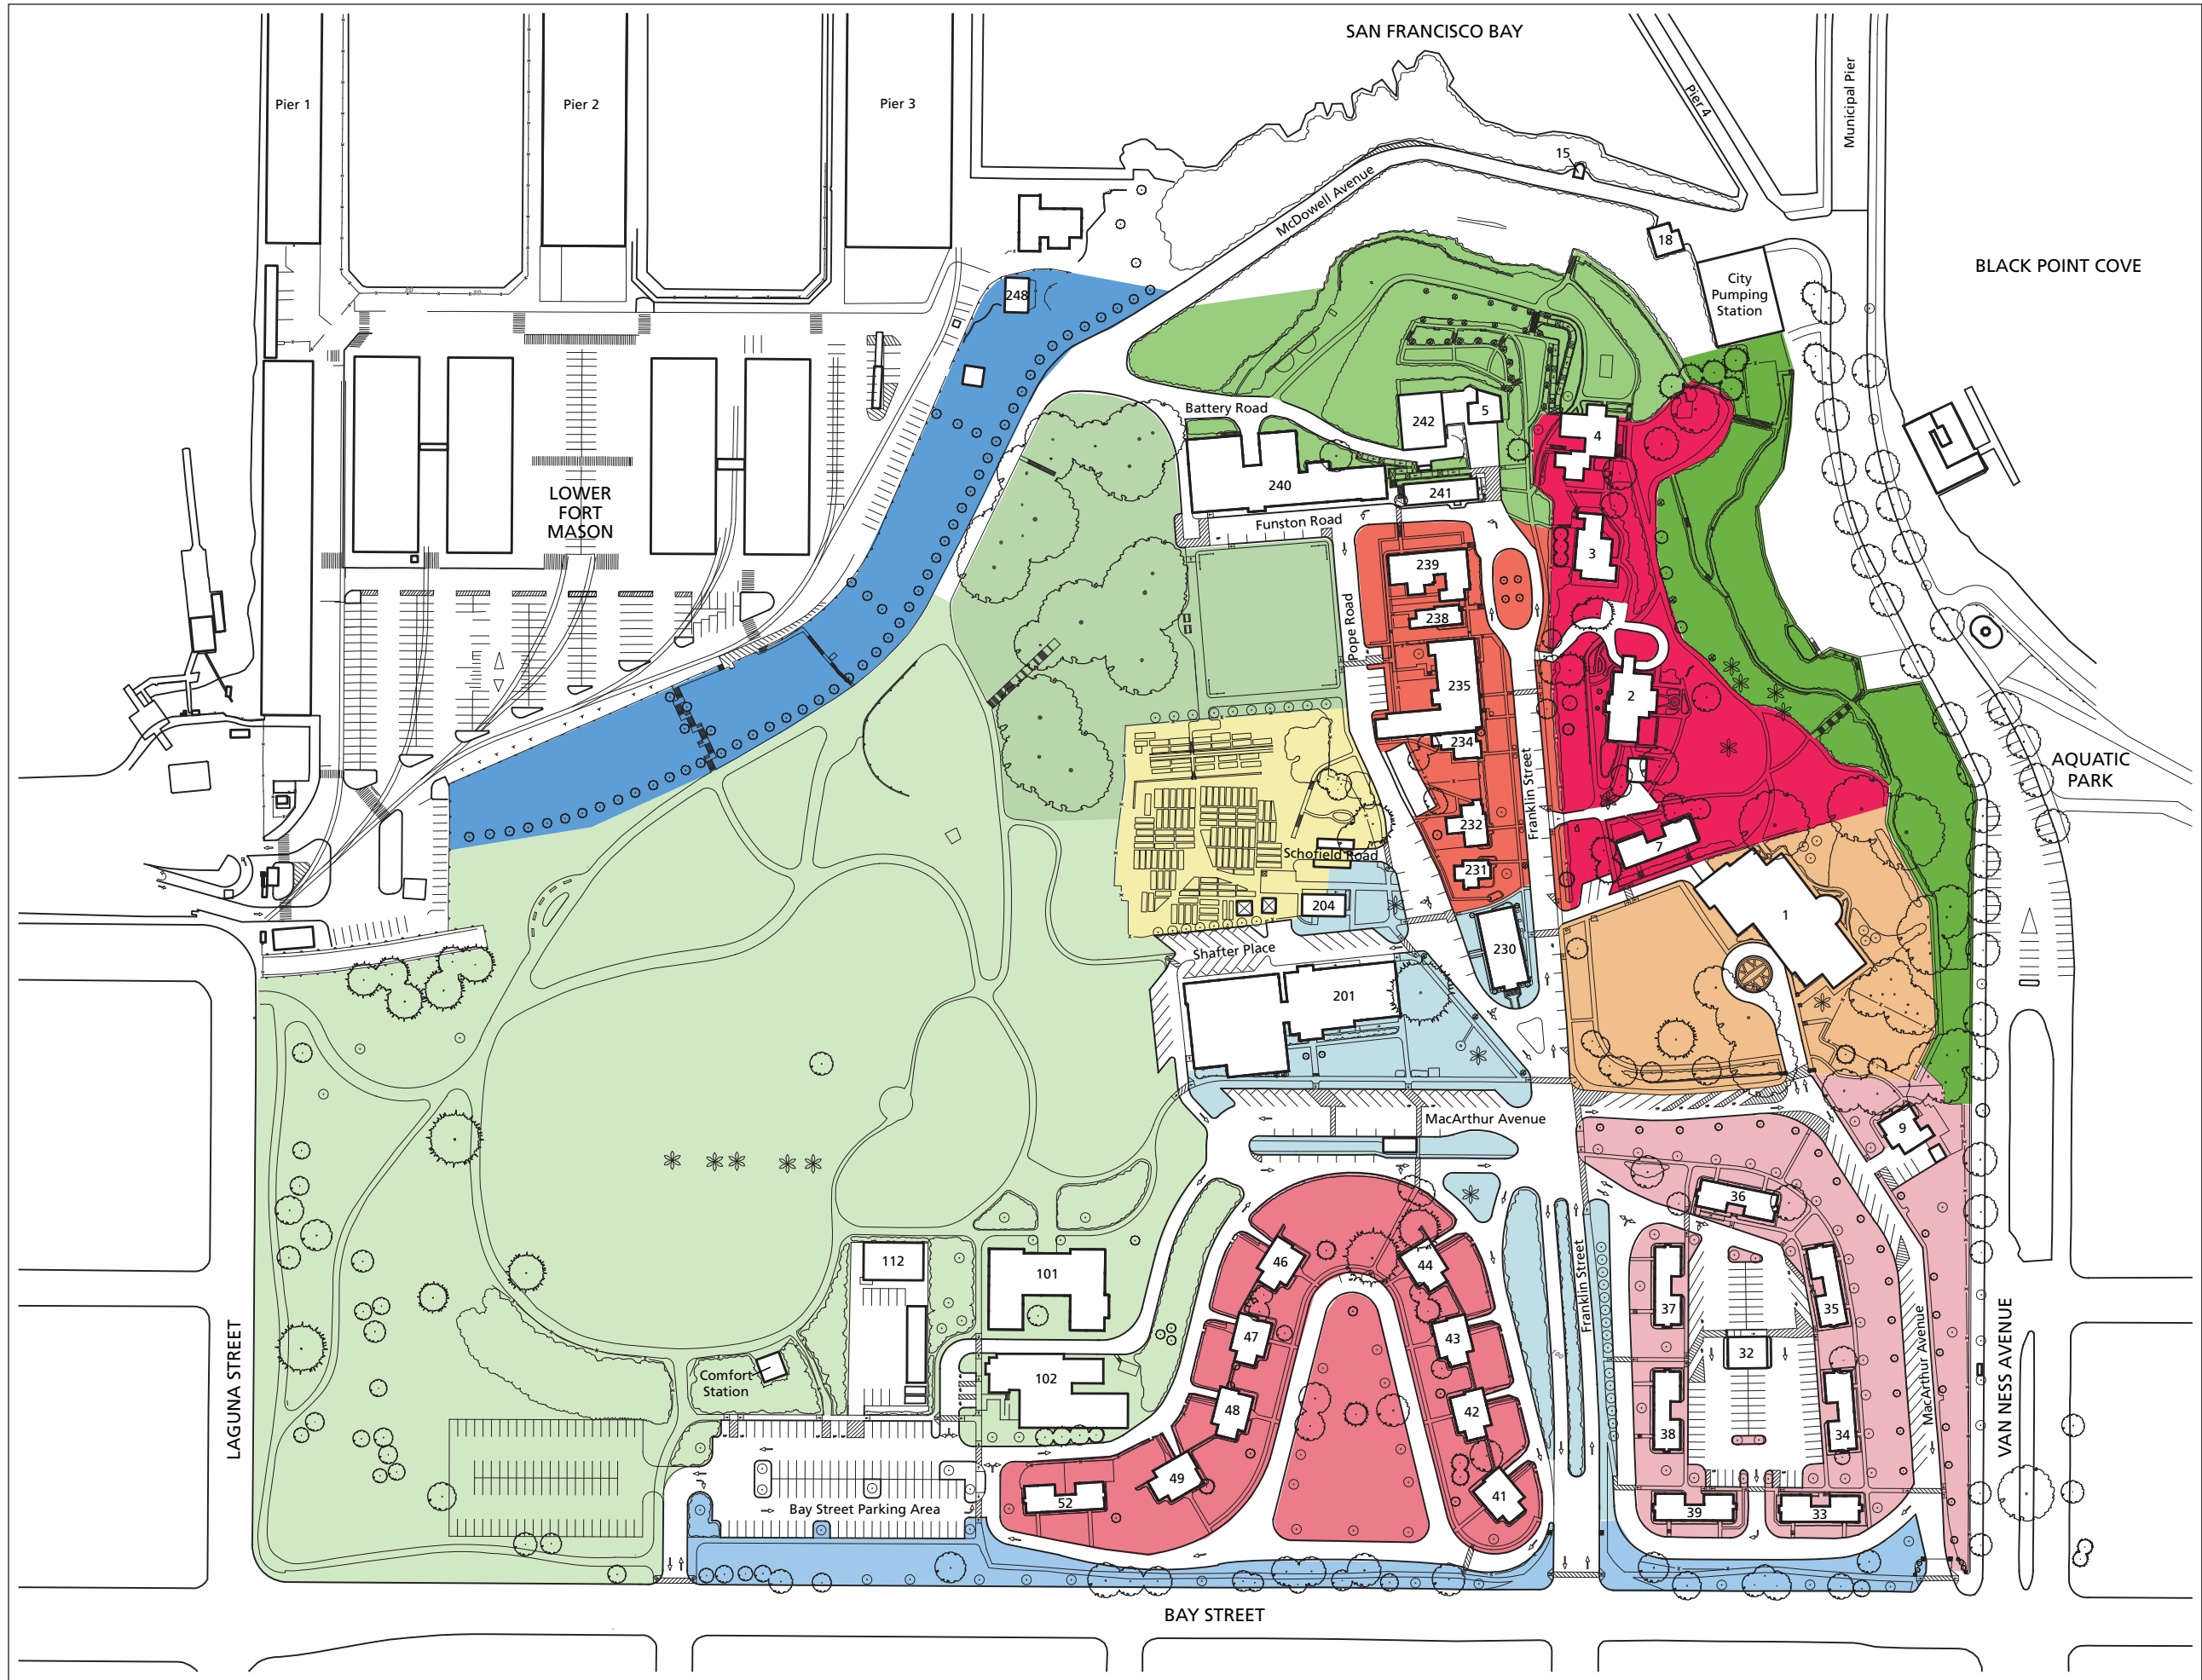 SAN FRANCISCO BAY
Pier 1
Pier 2
Pier 3
Pier 4
Municipal Pier
15
McDowell Avenue
18
BLACK POINT COVE
City
Pumping
Station
248
Battery Road
242
5
4
240
241
LOWER
FORT
MASON
Funston Road
3
239
238
Pope Road
235
2
234
Franklin Street
AQUATIC
PARK
232
7
Schofield Road
231
204
1
230
Shafter Place
201
MacArthur Avenue
9
36
46
44
112
101
37
35
Franklin Street
47
43
32
MacArthur Avenue
LAGUNA STREET
VAN NESS AVENUE
Comfort
Station
102
48
42
38
34
49
41
52
Bay Street Parking Area
39
33
BAY STREET